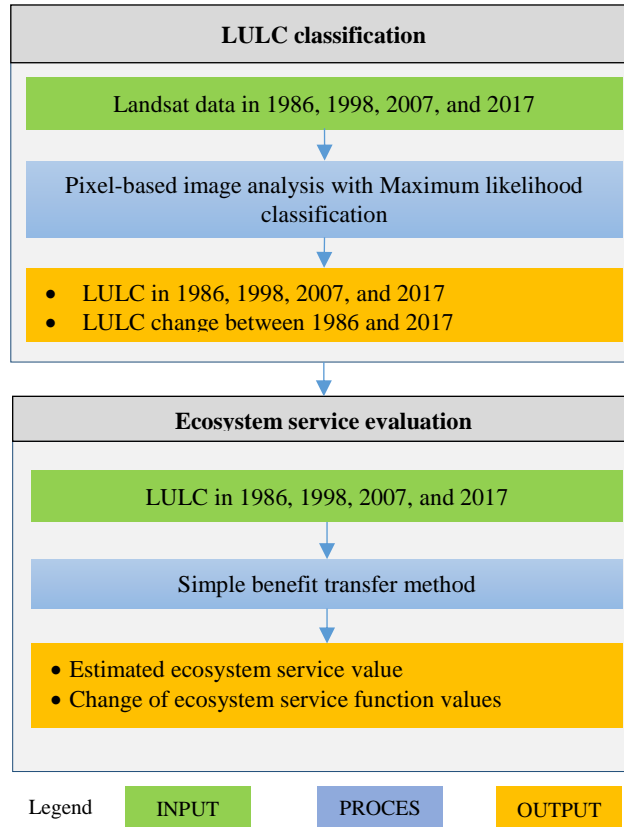 LULC classification
Landsat data in 1986, 1998, 2007, and 2017
Pixel-based image analysis with Maximum likelihood
classification
• LULC in 1986, 1998, 2007, and 2017
• LULC change between 1986 and 2017
Ecosystem service evaluation
LULC in 1986, 1998, 2007, and 2017
Simple benefit transfer method
• Estimated ecosystem service value
• Change of ecosystem service function values
Legend INPUT PROCES OUTPUT